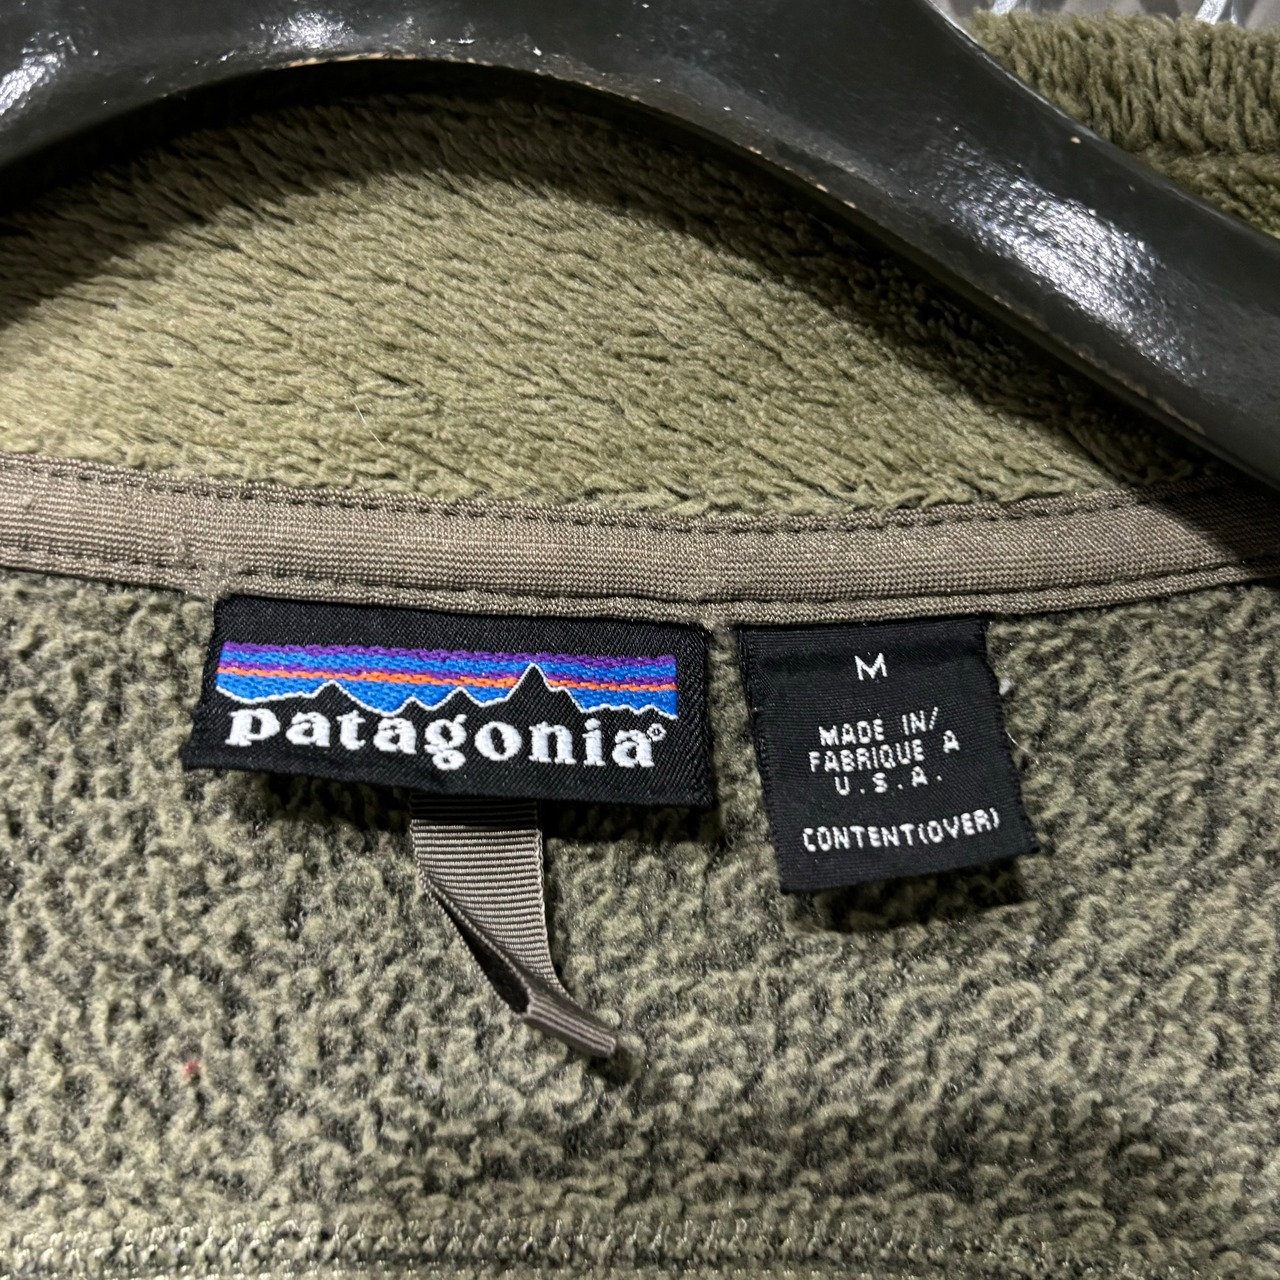 patagonia®
M
MADE IN/
FABRIQUE A
U.S.A.
CONTENT(OVER)